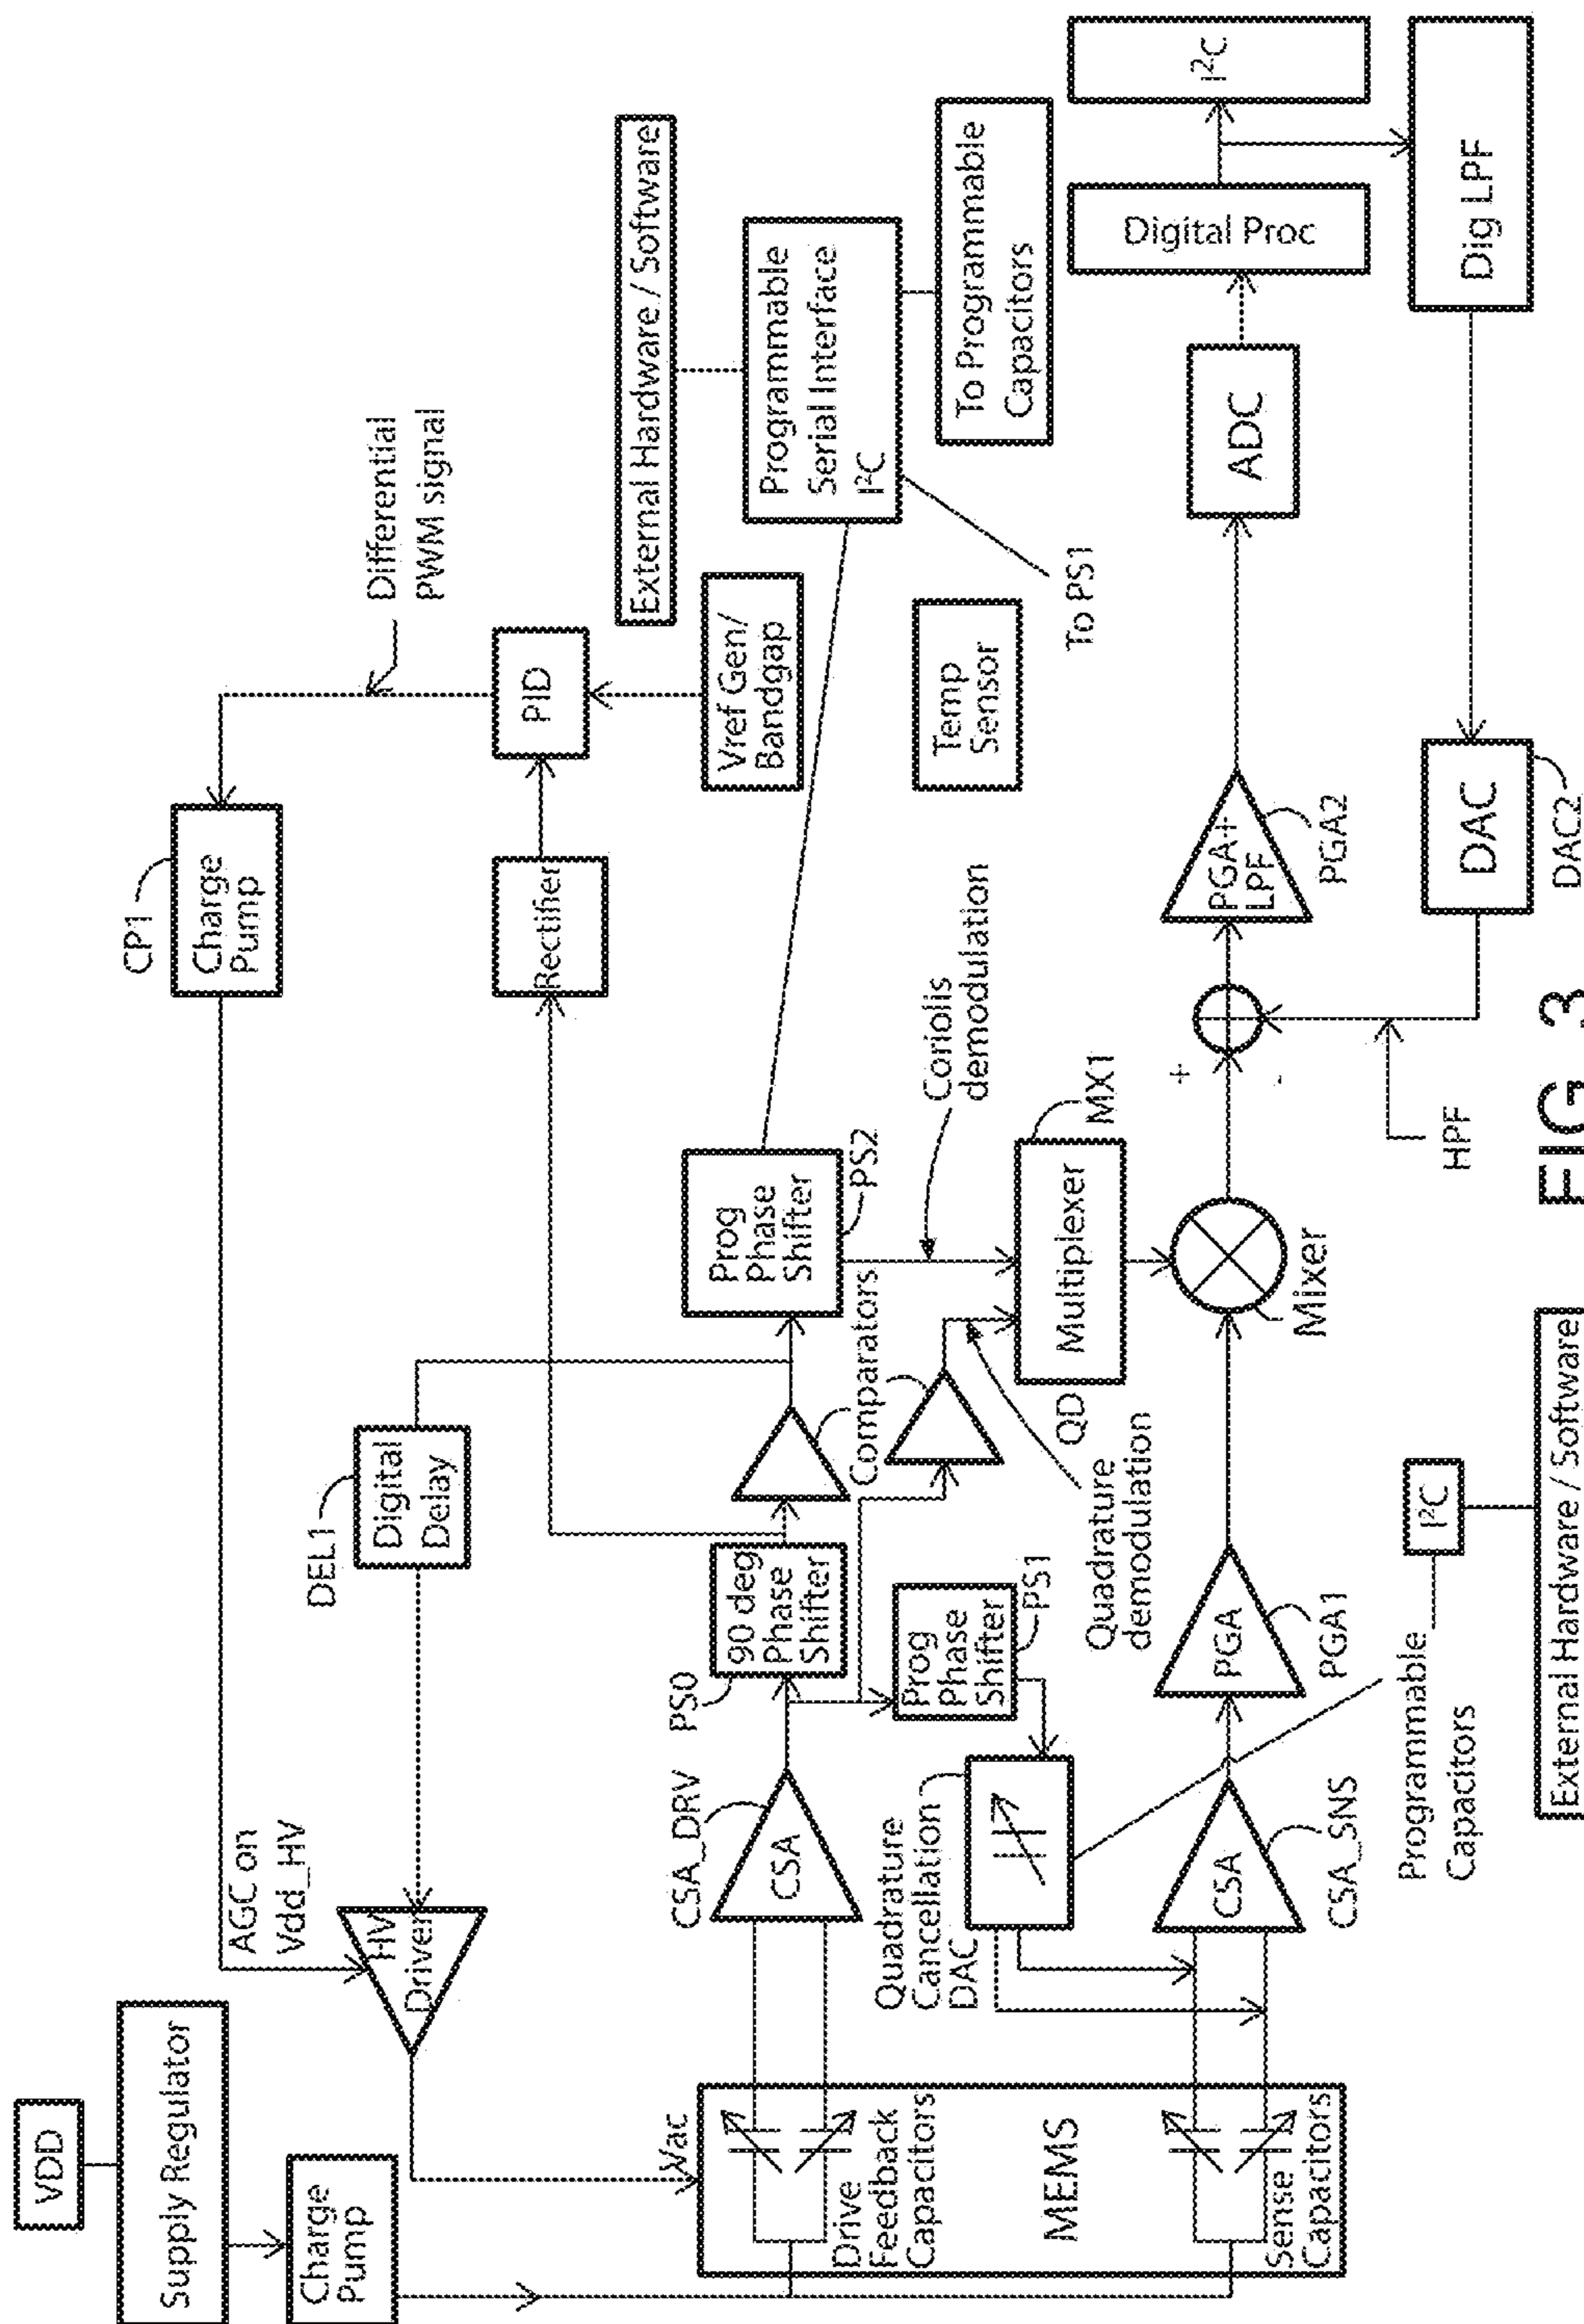 VDD
Supply Regulator
Charge
Pump
AGC on
Vdd_HV
HV
Driver
DEL1
Digital
Delay
CP1
Charge
Pump
Differential
PWM signal
PID
Rectifier
Vref Gen/
Bandgap
External Hardware / Software
Programmable
Serial Interface
I²C
To Programmable
Capacitors
To PS1
Temp
Sensor
Vac
Drive
Feedback
Capacitors
MEMS
Sense
Capacitors
CSA_DRV
CSA
PS0
90 deg
Phase
Shifter
Comparators
Prog
Phase
Shifter
PS2
Coriolis
demodulation
Prog
Phase
Shifter
PS1
Quadrature
Cancellation
DAC
Quadrature
demodulation
QD
Multiplexer
MX1
CSA
CSA_SNS
PGA
PGA1
Mixer
+
-
PGA+
LPF
PGA2
ADC
Digital Proc
I²C
Dig LPF
DAC
DAC2
HPF
Programmable
Capacitors
I²C
External Hardware / Software
FIG. 3